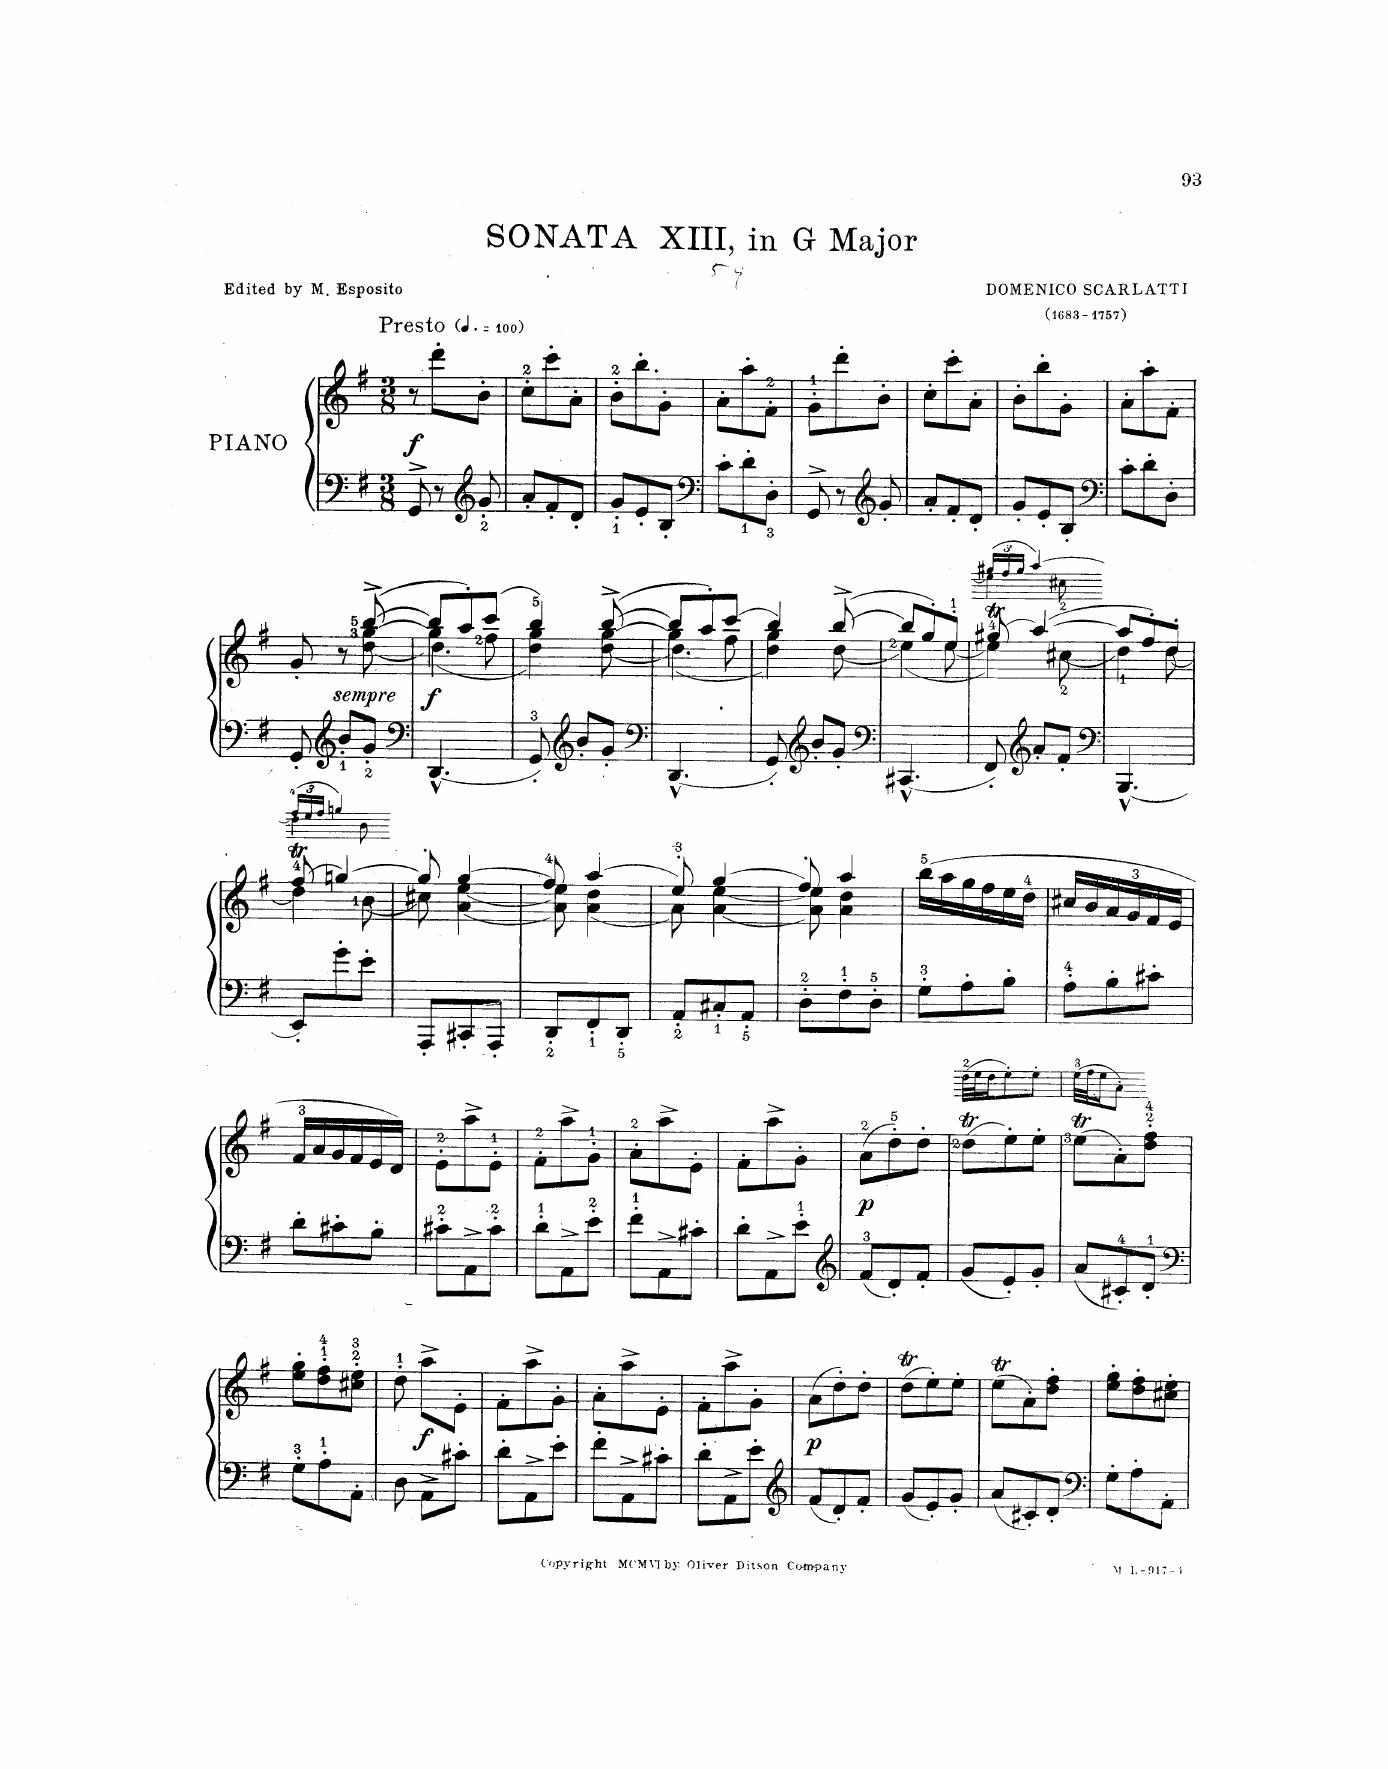 93
SONATA XIII, in G Major
54
Edited by M. Esposito
DOMENICO SCARLATTI
(1683-1757)
Presto (♩. = 100)
PIANO
f
sempre f
p
f
p
Copyright MCMVI by Oliver Ditson Company
M L-917-4